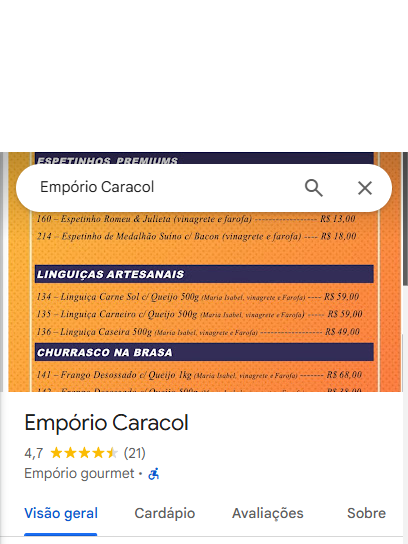 ESPETINHOS PREMIUMS
Empório Caracol
160 – Espetinho Romeu & Julieta (vinagrete e farofa) ------------------ R$ 13,00
214 – Espetinho de Medalhão Suíno c/ Bacon (vinagrete e farofa) ----- R$ 18,00
LINGUIÇAS ARTESANAIS
134 – Linguiça Carne Sol c/ Queijo 500g (Maria Isabel, vinagrete e Farofa) ---- R$ 59,00
135 – Linguiça Carneiro c/ Queijo 500g (Maria Isabel, vinagrete e Farofa) ----- R$ 59,00
136 – Linguiça Caseira 500g (Maria Isabel, vinagrete e Farofa) ------------------ R$ 49,00
CHURRASCO NA BRASA
141 – Frango Desossado c/ Queijo 1kg (Maria Isabel, vinagrete e Farofa) ------- R$ 68,00
Empório Caracol
4,7 (21)
Empório gourmet ·
Visão geral Cardápio Avaliações Sobre